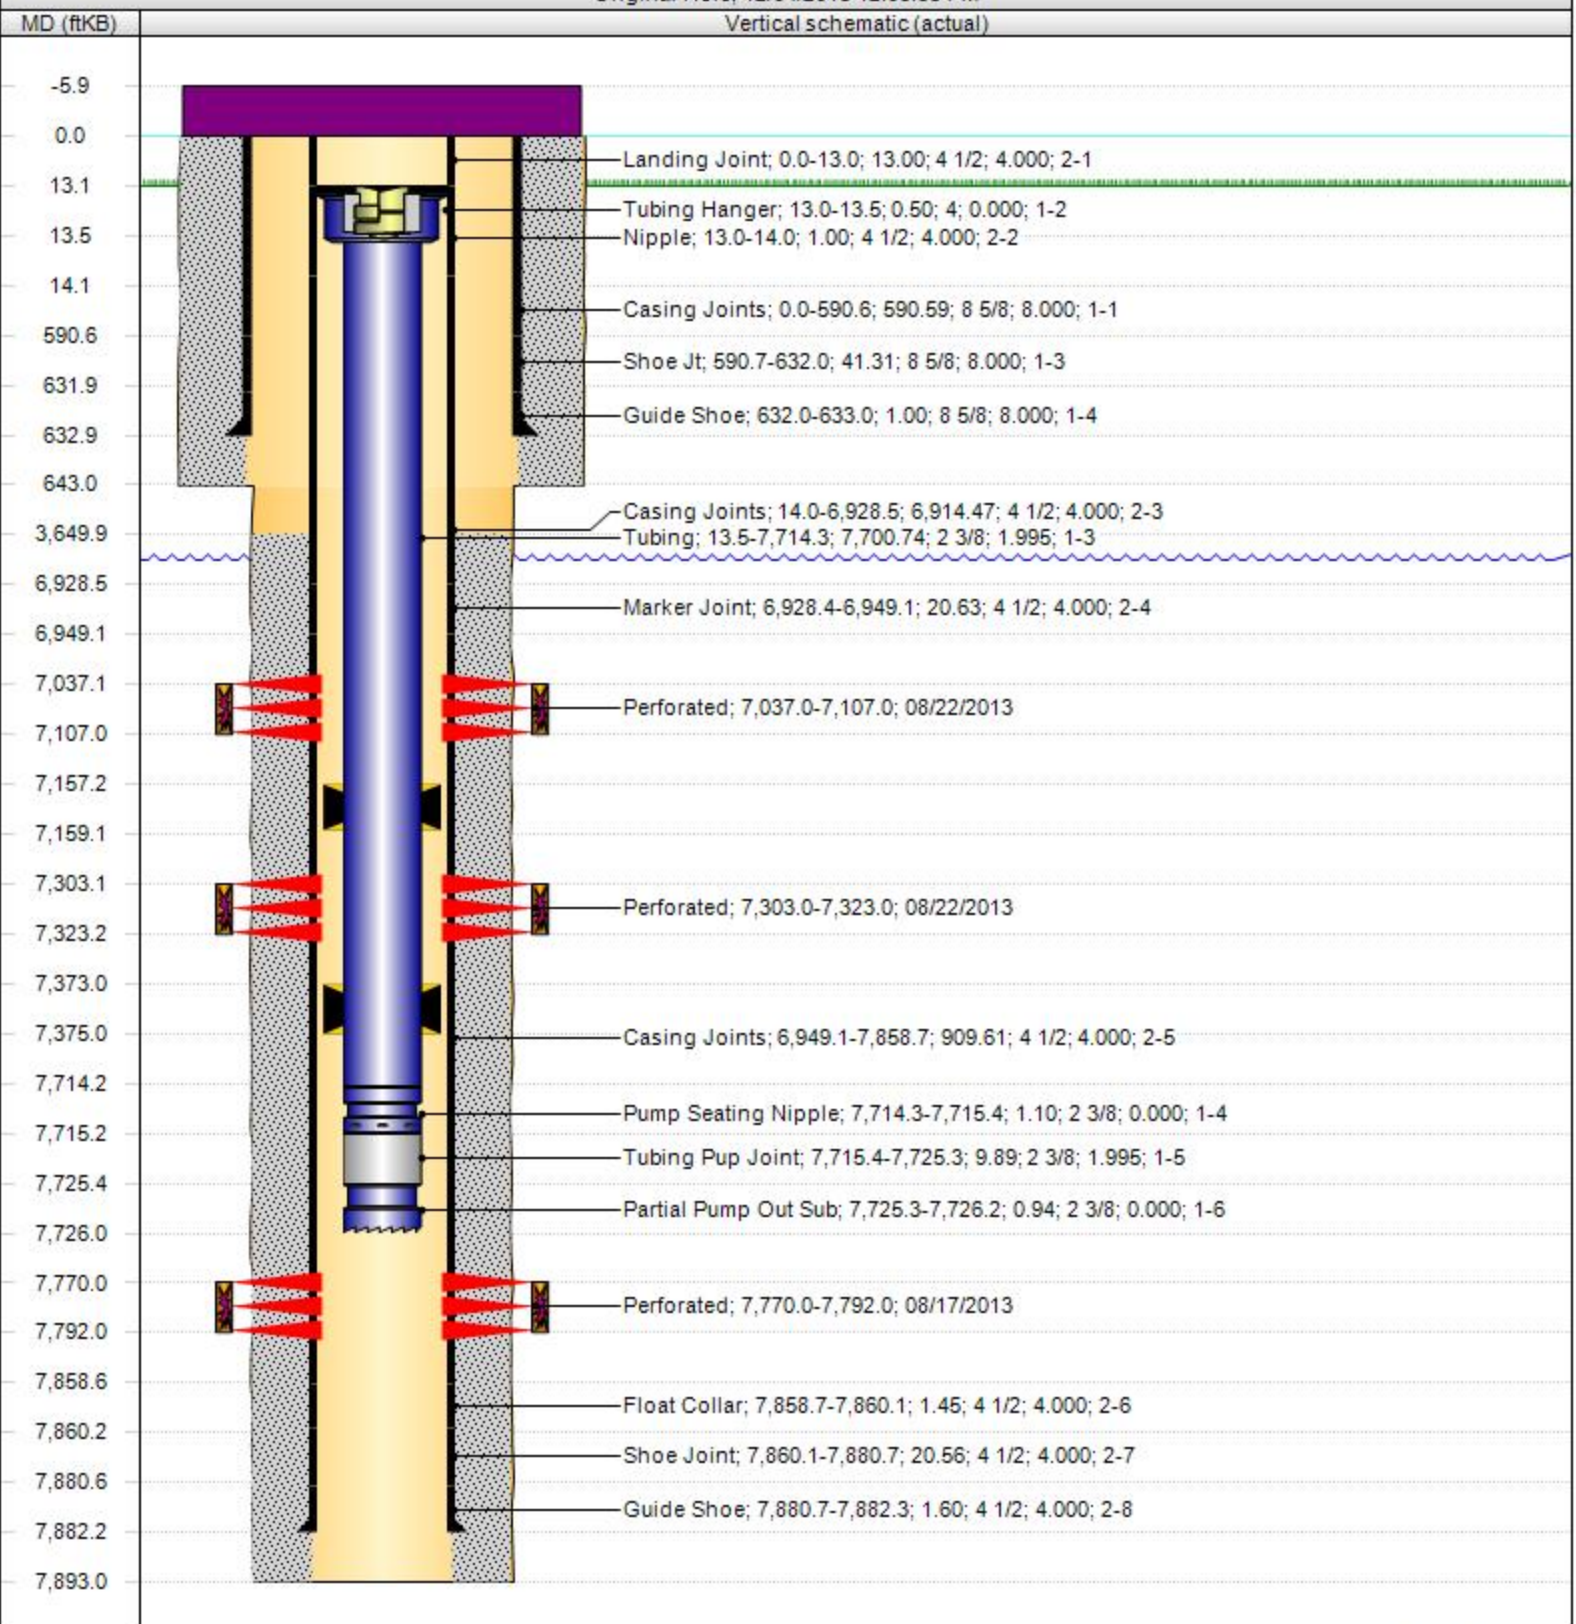 MD (ftKB)
Vertical schematic (actual)
-5.9
0.0
Landing Joint; 0.0-13.0; 13.00; 4 1/2; 4.000; 2-1
13.1
Tubing Hanger; 13.0-13.5; 0.50; 4; 0.000; 1-2
13.5
Nipple; 13.0-14.0; 1.00; 4 1/2; 4.000; 2-2
14.1
Casing Joints; 0.0-590.6; 590.59; 8 5/8; 8.000; 1-1
590.6
Shoe Jt; 590.7-632.0; 41.31; 8 5/8; 8.000; 1-3
631.9
Guide Shoe; 632.0-633.0; 1.00; 8 5/8; 8.000; 1-4
632.9
643.0
Casing Joints; 14.0-6,928.5; 6,914.47; 4 1/2; 4.000; 2-3
3,649.9
Tubing; 13.5-7,714.3; 7,700.74; 2 3/8; 1.995; 1-3
6,928.5
Marker Joint; 6,928.4-6,949.1; 20.63; 4 1/2; 4.000; 2-4
6,949.1
7,037.1
Perforated; 7,037.0-7,107.0; 08/22/2013
7,107.0
7,157.2
7,159.1
7,303.1
Perforated; 7,303.0-7,323.0; 08/22/2013
7,323.2
7,373.0
7,375.0
Casing Joints; 6,949.1-7,858.7; 909.61; 4 1/2; 4.000; 2-5
7,714.2
Pump Seating Nipple; 7,714.3-7,715.4; 1.10; 2 3/8; 0.000; 1-4
7,715.2
Tubing Pup Joint; 7,715.4-7,725.3; 9.89; 2 3/8; 1.995; 1-5
7,725.4
Partial Pump Out Sub; 7,725.3-7,726.2; 0.94; 2 3/8; 0.000; 1-6
7,726.0
7,770.0
Perforated; 7,770.0-7,792.0; 08/17/2013
7,792.0
7,858.6
Float Collar; 7,858.7-7,860.1; 1.45; 4 1/2; 4.000; 2-6
7,860.2
Shoe Joint; 7,860.1-7,880.7; 20.56; 4 1/2; 4.000; 2-7
7,880.6
Guide Shoe; 7,880.7-7,882.3; 1.60; 4 1/2; 4.000; 2-8
7,882.2
7,893.0